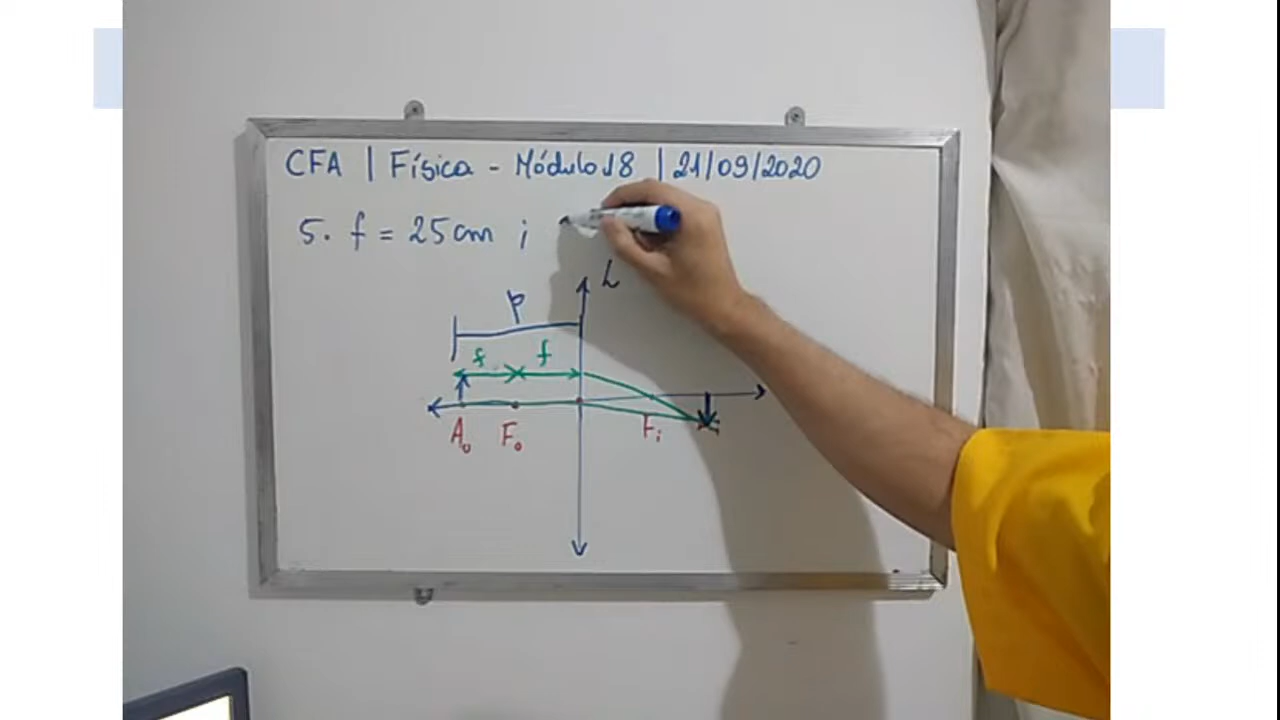 CFA | Física - Módulo 18 | 21/09/2020
5. f = 25 cm ;
L
p
f f
A₀ F₀ Fᵢ